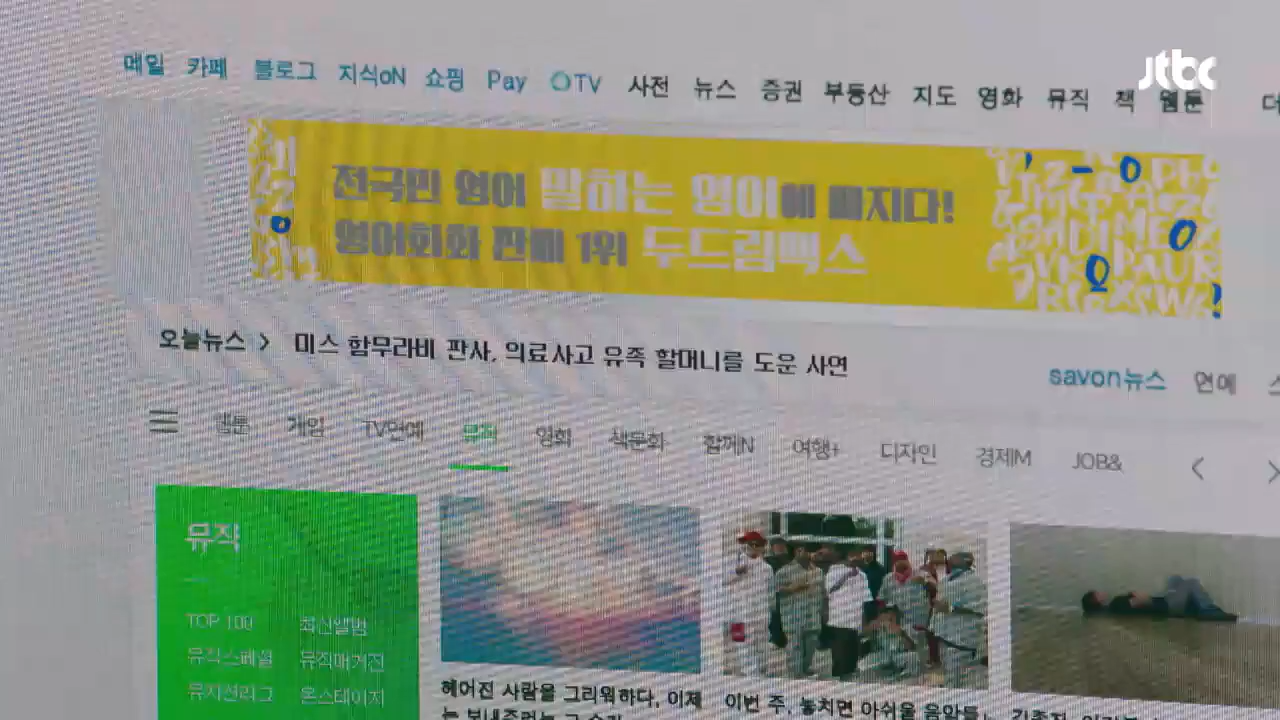 jtbc
메일 카페 블로그 지식oN 쇼핑 Pay OTV 사전 뉴스 증권 부동산 지도 영화 뮤직 책 웹툰
전국민 영어 말하는 영어에 빠지다!
영어회화 판매 1위 두드림맥스
오늘뉴스 > 미스 함무라비 판사, 의료사고 유족 할머니를 도운 사연
savon뉴스 연예
웹툰 게임 TV연예 뮤직 영화 책문화 함께N 여행+ 디자인 경제M JOB&
뮤직
TOP 100 최신앨범
뮤직스페셜 뮤직매거진
뮤지션리그 온스테이지
헤어진 사람을 그리워하다, 이제
이번 주, 놓치면 아쉬울 음악들,